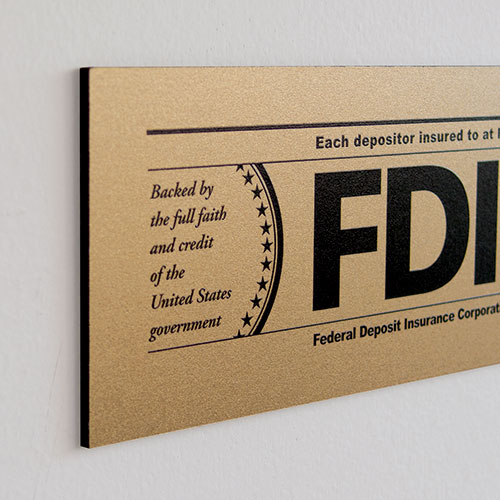 Each depositor insured to at
FDI
Backed by
the full faith
and credit
of the
United States
government
Federal Deposit Insurance Corporat